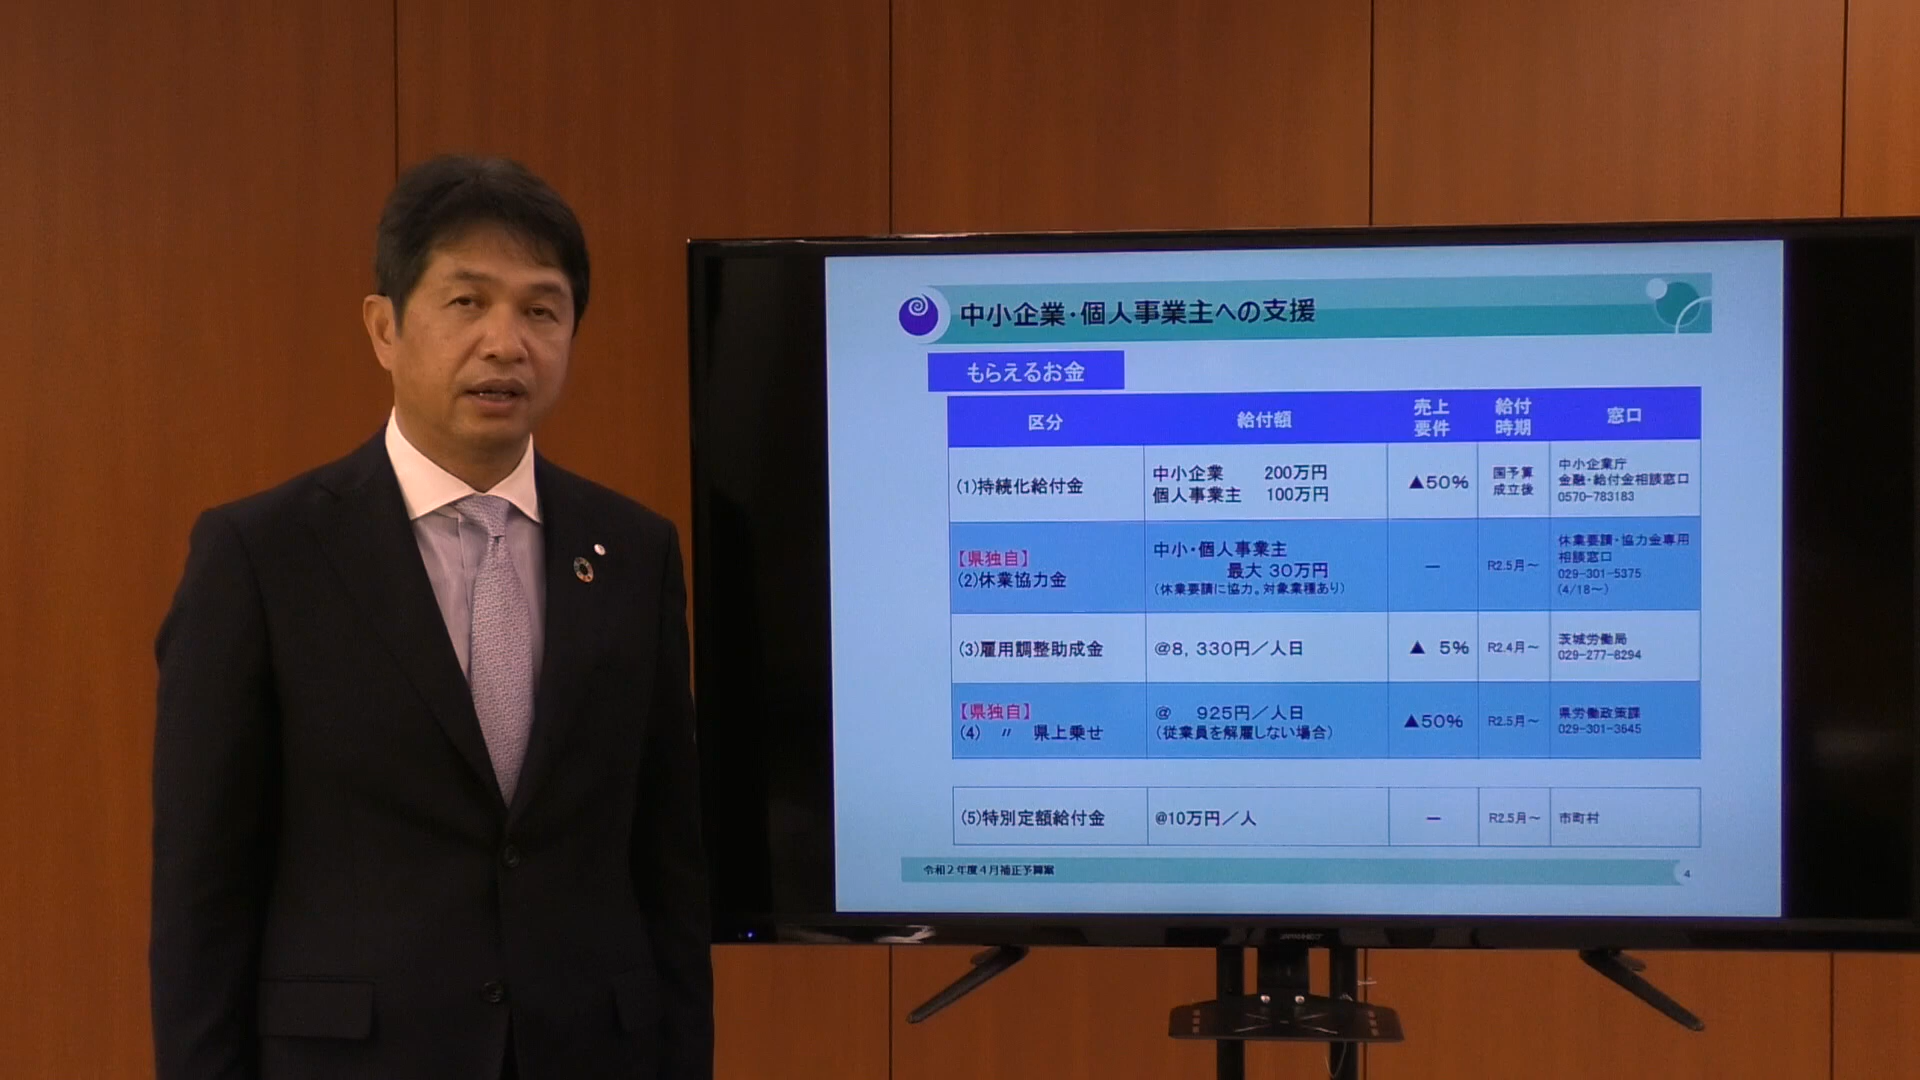 中小企業・個人事業主への支援
もらえるお金
区分 給付額 売上要件 給付時期 窓口
(1)持続化給付金
中小企業 200万円
個人事業主 100万円
▲50%
国予算
成立後
中小企業庁
金融・給付金相談窓口
0570-783183
【県独自】
(2)休業協力金
中小・個人事業主
最大 30万円
(休業要請に協力。対象業種あり)
－
R2.5月～
休業要請・協力金専用
相談窓口
029-301-5375
(4/18～)
(3)雇用調整助成金
@8,330円／人日
▲ 5%
R2.4月～
茨城労働局
029-277-8294
【県独自】
(4) 〃 県上乗せ
@ 925円／人日
(従業員を解雇しない場合)
▲50%
R2.5月～
県労働政策課
029-301-3645
(5)特別定額給付金
@10万円／人
－
R2.5月～
市町村
令和２年度４月補正予算案
4